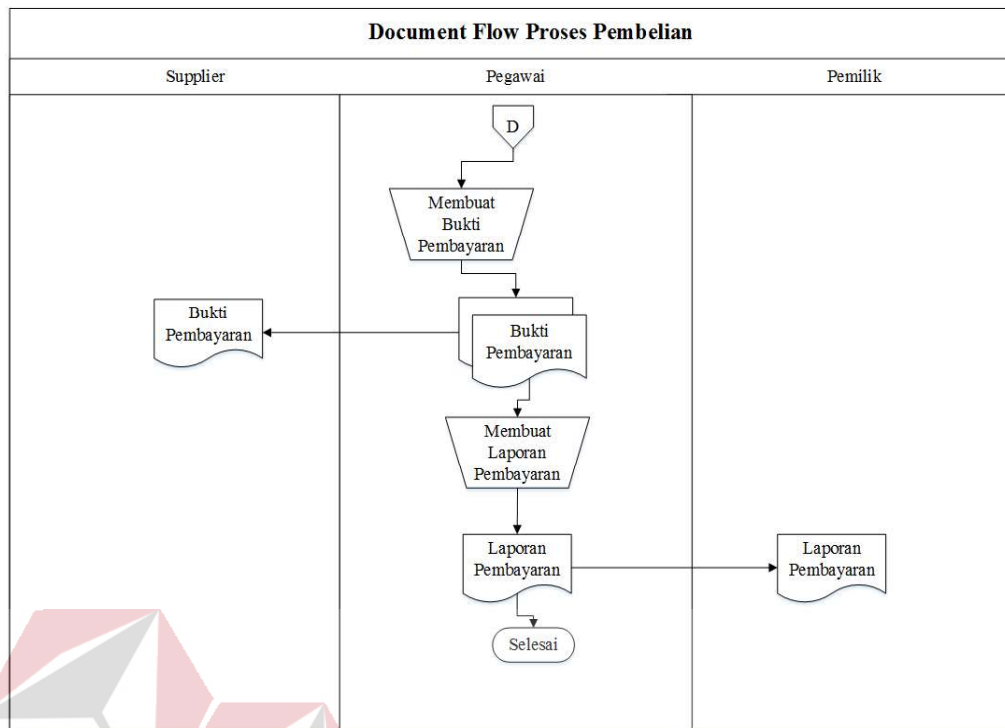 Document Flow Proses Pembelian
Supplier
Pegawai
Pemilik
D
Membuat
Bukti
Pembayaran
Bukti
Pembayaran
Bukti
Pembayaran
Membuat
Laporan
Pembayaran
Laporan
Pembayaran
Laporan
Pembayaran
Selesai